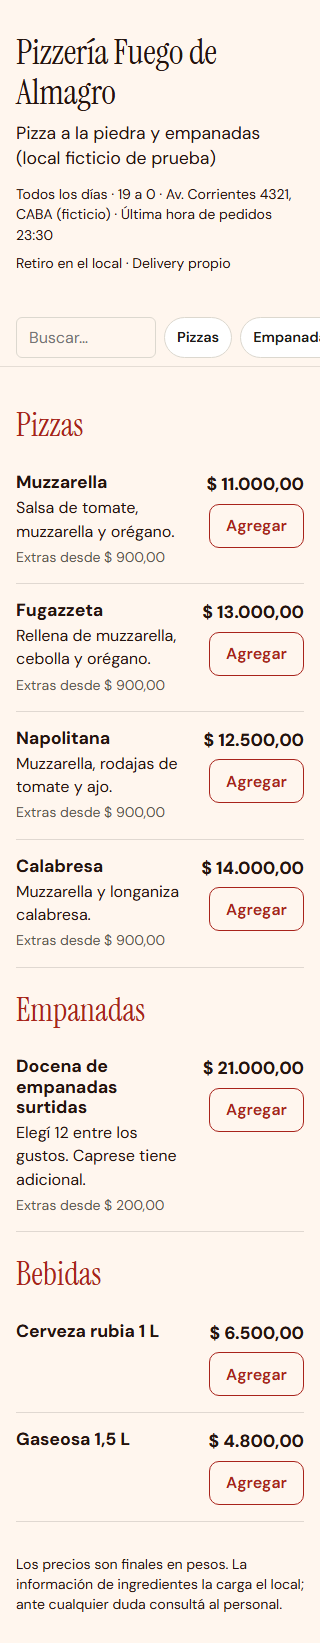 Pizzería Fuego de
Almagro
Pizza a la piedra y empanadas
(local ficticio de prueba)
Todos los días · 19 a 0 · Av. Corrientes 4321,
CABA (ficticio) · Última hora de pedidos
23:30
Retiro en el local · Delivery propio
Buscar...
Pizzas
Empanada
Pizzas
Muzzarella
$ 11.000,00
Salsa de tomate,
muzzarella y orégano.
Agregar
Extras desde $ 900,00
Fugazzeta
$ 13.000,00
Rellena de muzzarella,
cebolla y orégano.
Agregar
Extras desde $ 900,00
Napolitana
$ 12.500,00
Muzzarella, rodajas de
tomate y ajo.
Agregar
Extras desde $ 900,00
Calabresa
$ 14.000,00
Muzzarella y longaniza
calabresa.
Agregar
Extras desde $ 900,00
Empanadas
Docena de
empanadas
surtidas
$ 21.000,00
Agregar
Elegí 12 entre los
gustos. Caprese tiene
adicional.
Extras desde $ 200,00
Bebidas
Cerveza rubia 1 L
$ 6.500,00
Agregar
Gaseosa 1,5 L
$ 4.800,00
Agregar
Los precios son finales en pesos. La
información de ingredientes la carga el local;
ante cualquier duda consultá al personal.